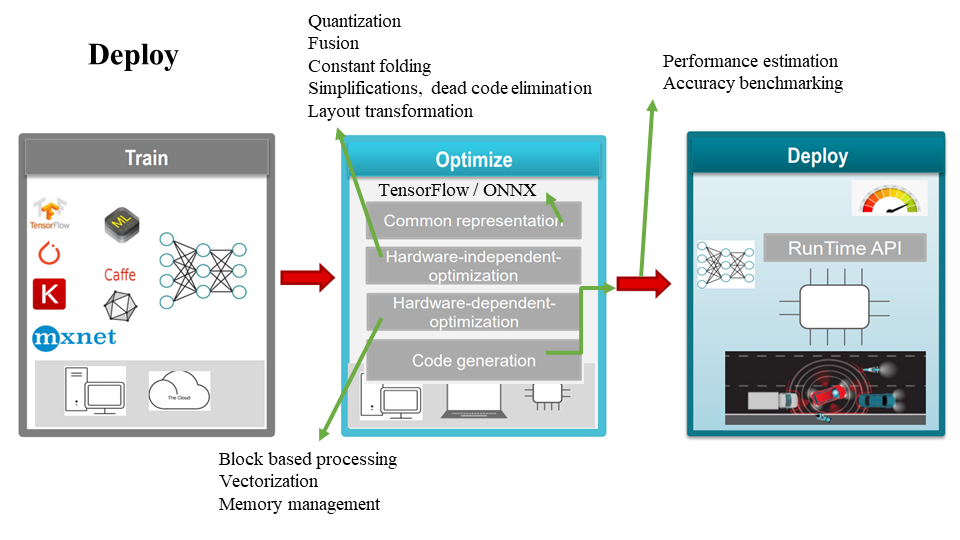 Deploy
Quantization
Fusion
Constant folding
Simplifications, dead code elimination
Layout transformation
Performance estimation
Accuracy benchmarking
Train
TensorFlow
ML
Caffe
K
mxnet
The Cloud
Optimize
TensorFlow / ONNX
Common representation
Hardware-independent-
optimization
Hardware-dependent-
optimization
Code generation
Deploy
RunTime API
Block based processing
Vectorization
Memory management